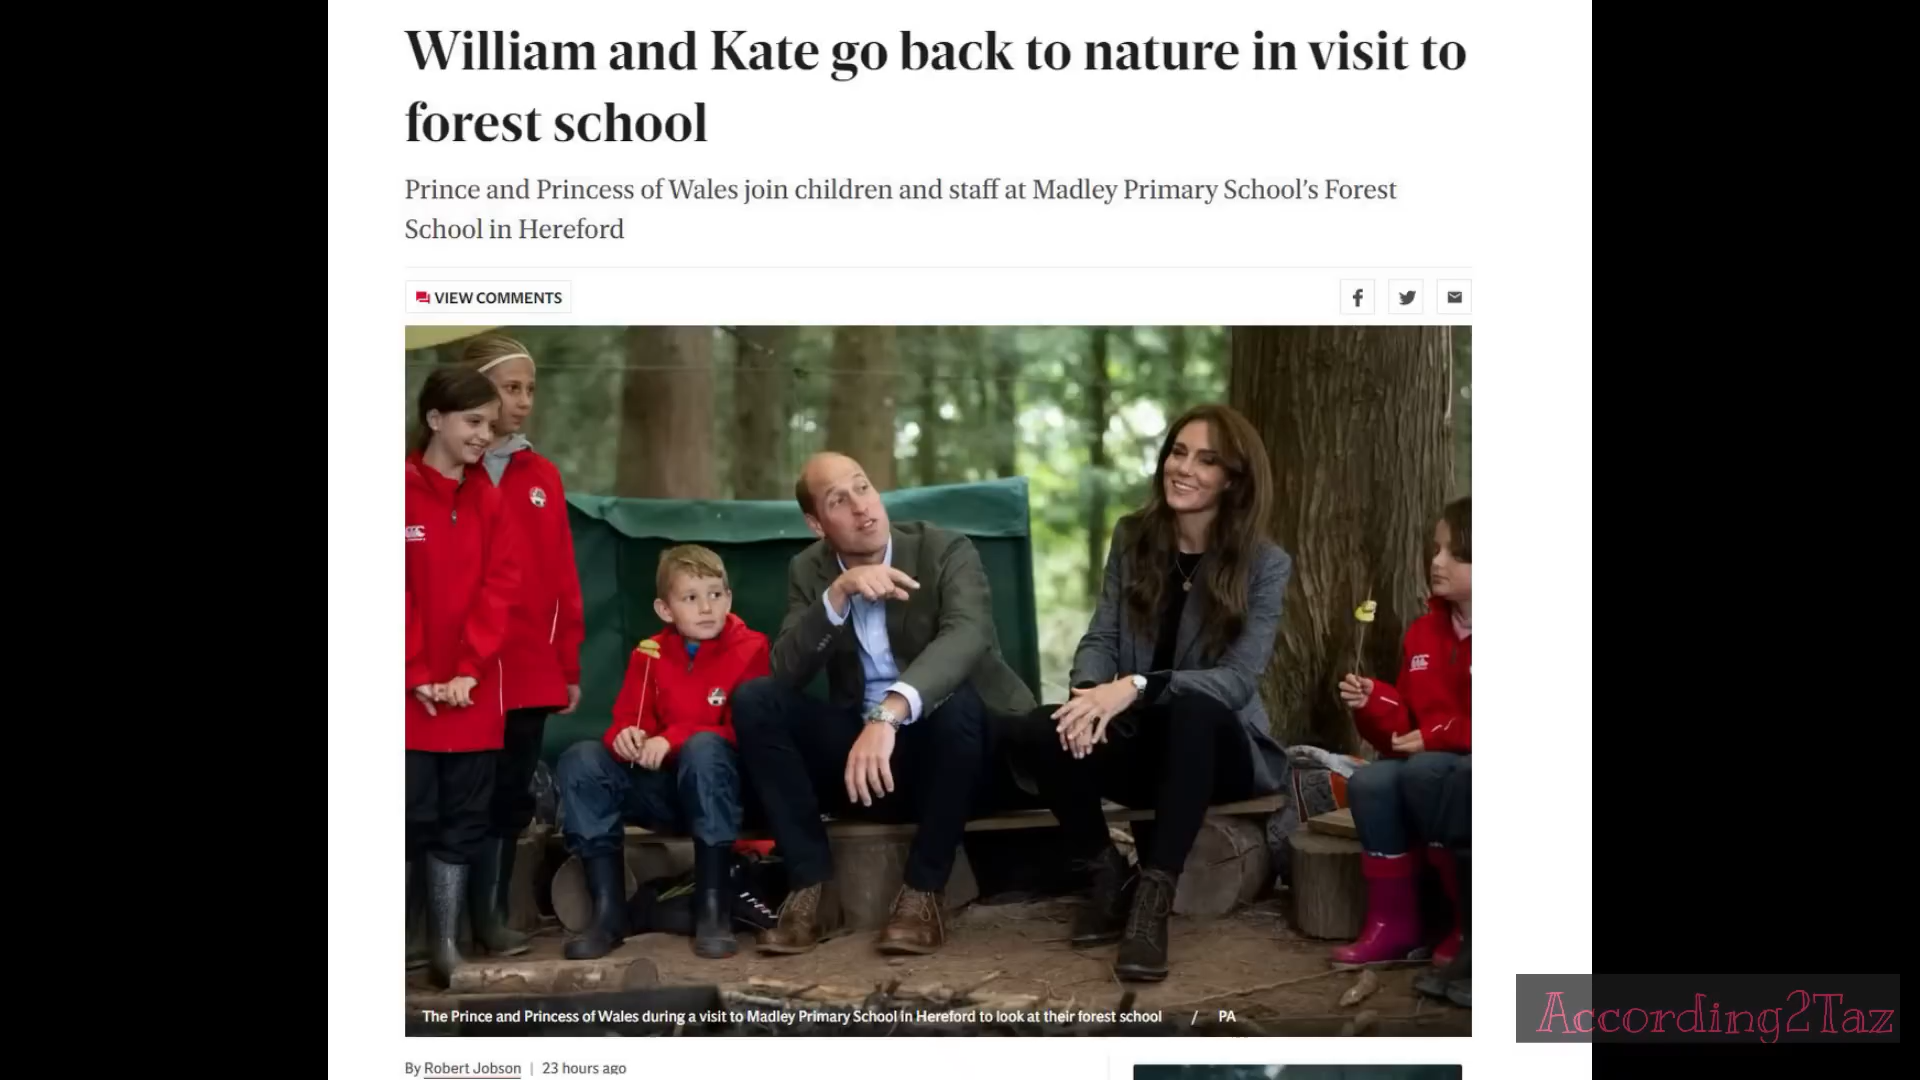 William and Kate go back to nature in visit to
forest school
Prince and Princess of Wales join children and staff at Madley Primary School's Forest
School in Hereford
VIEW COMMENTS
The Prince and Princess of Wales during a visit to Madley Primary School in Hereford to look at their forest school / PA
According2Taz
By Robert Jobson | 23 hours ago